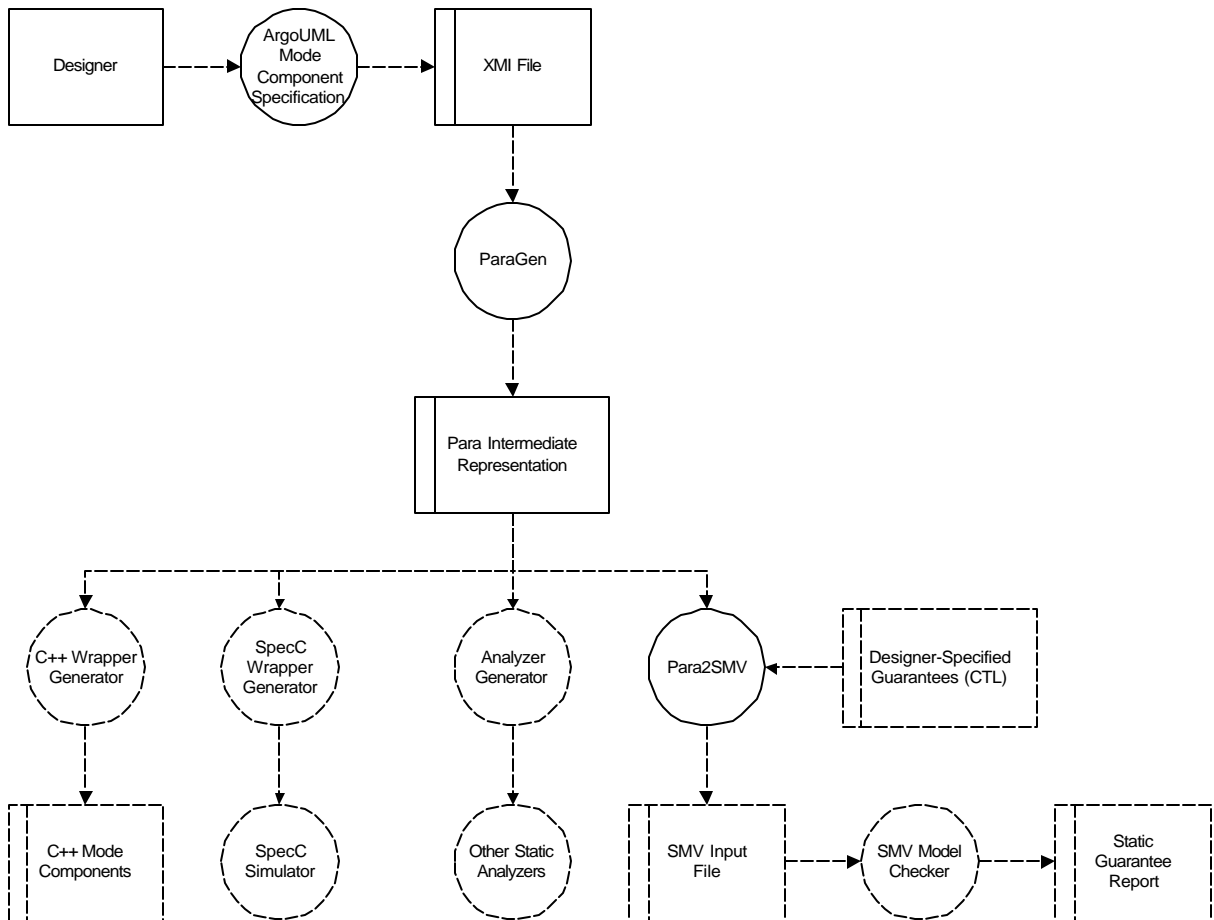 Designer
ArgoUML
Mode
Component
Specification
XMI File
ParaGen
Para Intermediate
Representation
C++ Wrapper
Generator
SpecC
Wrapper
Generator
Analyzer
Generator
Para2SMV
Designer-Specified
Guarantees (CTL)
C++ Mode
Components
SpecC
Simulator
Other Static
Analyzers
SMV Input
File
SMV Model
Checker
Static
Guarantee
Report